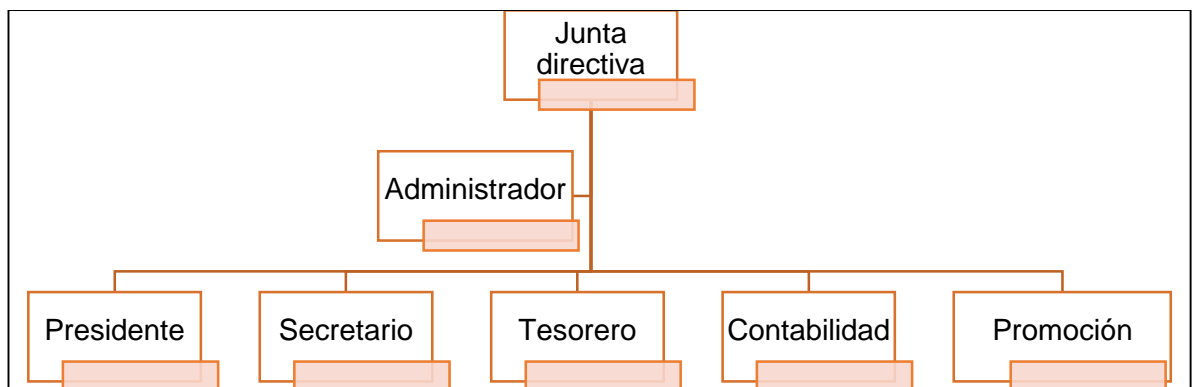 Junta
directiva
Administrador
Presidente
Secretario
Tesorero
Contabilidad
Promoción